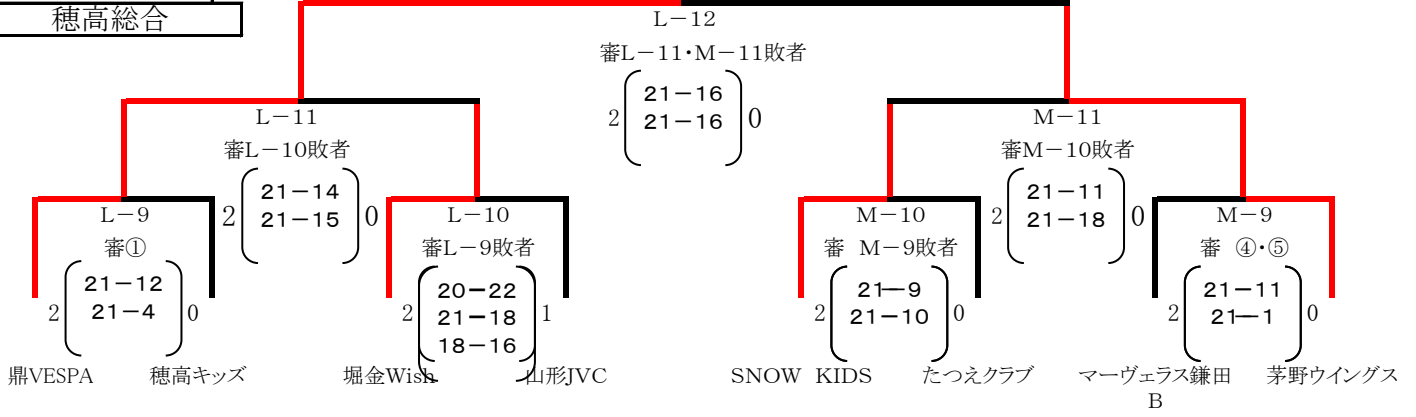 穂高総合
L－12
審L－11・M－11敗者
2 21－16 0
21－16
L－11
審L－10敗者
2 21－14 0
21－15
M－11
審M－10敗者
2 21－11 0
21－18
L－9
審①
2 21－12 0
21－4
L－10
審L－9敗者
2 20－22 1
21－18
18－16
M－10
審　M－9敗者
2 21－9 0
21－10
M－9
審　④・⑤
2 21－11 0
21－1
鼎VESPA
穂高キッズ
堀金Wish
山形JVC
SNOW　KIDS
たつえクラブ
マーヴェラス鎌田
B
茅野ウイングス